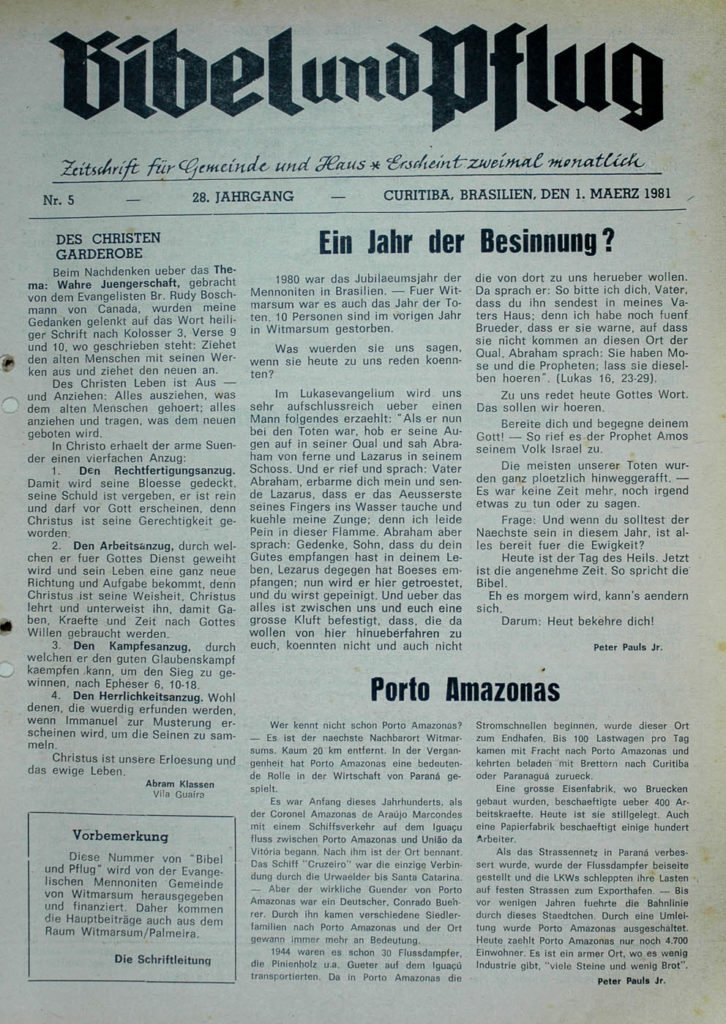 Bibel und Pflug
Zeitschrift für Gemeinde und Haus * Erscheint zweimal monatlich
Nr. 5 — 28. JAHRGANG — CURITIBA, BRASILIEN, DEN 1. MAERZ 1981
DES CHRISTEN
GARDEROBE
Beim Nachdenken ueber das The-
ma: Wahre Juengerschaft, gebracht
von dem Evangelisten Br. Rudy Bosch-
mann von Canada, wurden meine
Gedanken gelenkt auf das Wort heili-
ger Schrift nach Kolosser 3, Verse 9
und 10, wo geschrieben steht: Ziehet
den alten Menschen mit seinen Wer-
ken aus und ziehet den neuen an.
Des Christen Leben ist Aus —
und Anziehen: Alles ausziehen, was
dem alten Menschen gehoert; alles
anziehen und tragen, was dem neuen
geboten wird.
In Christo erhaelt der arme Suen-
der einen vierfachen Anzug:
1. Den Rechtfertigungsanzug.
Damit wird seine Bloesse gedeckt,
seine Schuld ist vergeben, er ist rein
und darf vor Gott erscheinen, denn
Christus ist seine Gerechtigkeit ge-
worden.
2. Den Arbeitsanzug, durch wel-
chen er fuer Gottes Dienst geweiht
wird und sein Leben eine ganz neue
Richtung und Aufgabe bekommt, denn
Christus ist seine Weisheit, Christus
lehrt und unterweist ihn, damit Ga-
ben, Kraefte und Zeit nach Gottes
Willen gebraucht werden.
3. Den Kampfesanzug, durch
welchen er den guten Glaubenskampf
kaempfen kann, um den Sieg zu ge-
winnen, nach Epheser 6, 10-18.
4. Den Herrlichkeitsanzug. Wohl
denen, die wuerdig erfunden werden,
wenn Immanuel zur Musterung er-
scheinen wird, um die Seinen zu sam-
meln.
Christus ist unsere Erloesung und
das ewige Leben.
Abram Klassen
Vila Guaira
Vorbemerkung
Diese Nummer von "Bibel
und Pflug" wird von der Evange-
lischen Mennoniten Gemeinde
von Witmarsum herausgegeben
und finanziert. Daher kommen
die Hauptbeiträge auch aus dem
Raum Witmarsum/Palmeira.
Die Schriftleitung
Ein Jahr der Besinnung?
1980 war das Jubilaeumsjahr der
Mennoniten in Brasilien. — Fuer Wit-
marsum war es auch das Jahr der To-
ten. 10 Personen sind im vorigen Jahr
in Witmarsum gestorben.
Was wuerden sie uns sagen,
wenn sie heute zu uns reden koenn-
ten?
Im Lukasevangelium wird uns
sehr aufschlussreich ueber einen
Mann folgendes erzaehlt: "Als er nun
bei den Toten war, hob er seine Au-
gen auf in seiner Qual und sah Abra-
ham von ferne und Lazarus in seinem
Schoss. Und er rief und sprach: Vater
Abraham, erbarme dich mein und sen-
de Lazarus, dass er das Aeusserste
seines Fingers ins Wasser tauche und
kuehle meine Zunge; denn ich leide
Pein in dieser Flamme. Abraham aber
sprach: Gedenke, Sohn, dass du dein
Gutes empfangen hast in deinem Le-
ben, Lezarus degegen hat Boeses em-
pfangen; nun wird er hier getroestet,
und du wirst gepeinigt. Und ueber das
alles ist zwischen uns und euch eine
grosse Kluft befestigt, dass, die da
wollen von hier hinueberfahren zu
euch, koennten nicht und auch nicht
die von dort zu uns herueber wollen.
Da sprach er: So bitte ich dich, Vater,
dass du ihn sendest in meines Va-
ters Haus; denn ich habe noch fuenf
Brueder, dass er sie warne, auf dass
sie nicht kommen an diesen Ort der
Qual. Abraham sprach: Sie haben Mo-
se und die Propheten; lass sie diesel-
ben hoeren". (Lukas 16, 23-29).
Zu uns redet heute Gottes Wort.
Das sollen wir hoeren.
Bereite dich und begegne deinem
Gott! — So rief es der Prophet Amos
seinem Volk Israel zu.
Die meisten unserer Toten wur-
den ganz ploetzlich hinweggerafft. —
Es war keine Zeit mehr, noch irgend
etwas zu tun oder zu sagen.
Frage: Und wenn du solltest der
Naechste sein in diesem Jahr, ist al-
les bereit fuer die Ewigkeit?
Heute ist der Tag des Heils. Jetzt
ist die angenehme Zeit. So spricht die
Bibel.
Eh es morgem wird, kann's aendern
sich.
Darum: Heut bekehre dich!
Peter Pauls Jr.
Porto Amazonas
Wer kennt nicht schon Porto Amazonas?
— Es ist der naechste Nachbarort Witmar-
sums. Kaum 20 km entfernt. In der Vergan-
genheit hat Porto Amazonas eine bedeuten-
de Rolle in der Wirtschaft von Paraná ge-
spielt.
Es war Anfang dieses Jahrhunderts, als
der Coronel Amazonas de Araújo Marcondes
mit einem Schiffsverkehr auf dem Iguaçu
fluss zwischen Porto Amazonas und União da
Vitória begann. Nach ihm ist der Ort bennant.
Das Schiff "Cruzeiro" war die einzige Verbin-
dung durch die Urwaelder bis Santa Catarina.
— Aber der wirkliche Guender von Porto
Amazonas war ein Deutscher, Conrado Bueh-
rer. Durch ihn kamen verschiedene Siedler-
familien nach Porto Amazonas und der Ort
gewann immer mehr an Bedeutung.
1944 waren es schon 30 Flussdampfer,
die Pinienholz u.a. Gueter auf dem Iguaçú
transportierten. Da in Porto Amazonas die
Stromschnellen beginnen, wurde dieser Ort
zum Endhafen. Bis 100 Lastwagen pro Tag
kamen mit Fracht nach Porto Amazonas und
kehrten beladen mit Brettern nach Curitiba
oder Paranaguá zurueck.
Eine grosse Eisenfabrik, wo Bruecken
gebaut wurden, beschaeftigte ueber 400 Ar-
beitskraefte. Heute ist sie stillgelegt. Auch
eine Papierfabrik beschaeftigt einige hundert
Arbeiter.
Als das Strassennetz in Paraná verbes-
sert wurde, wurde der Flussdampfer beiseite
gestellt und die LKWs schleppten ihre Lasten
auf festen Strassen zum Exporthafen. — Bis
vor wenigen Jahren fuehrte die Bahnlinie
durch dieses Staedtchen. Durch eine Umlei-
tung wurde Porto Amazonas ausgeschaltet.
Heute zaehlt Porto Amazonas nur noch 4.700
Einwohner. Es ist ein armer Ort, wo es wenig
Industrie gibt, "viele Steine und wenig Brot".
Peter Pauls Jr.